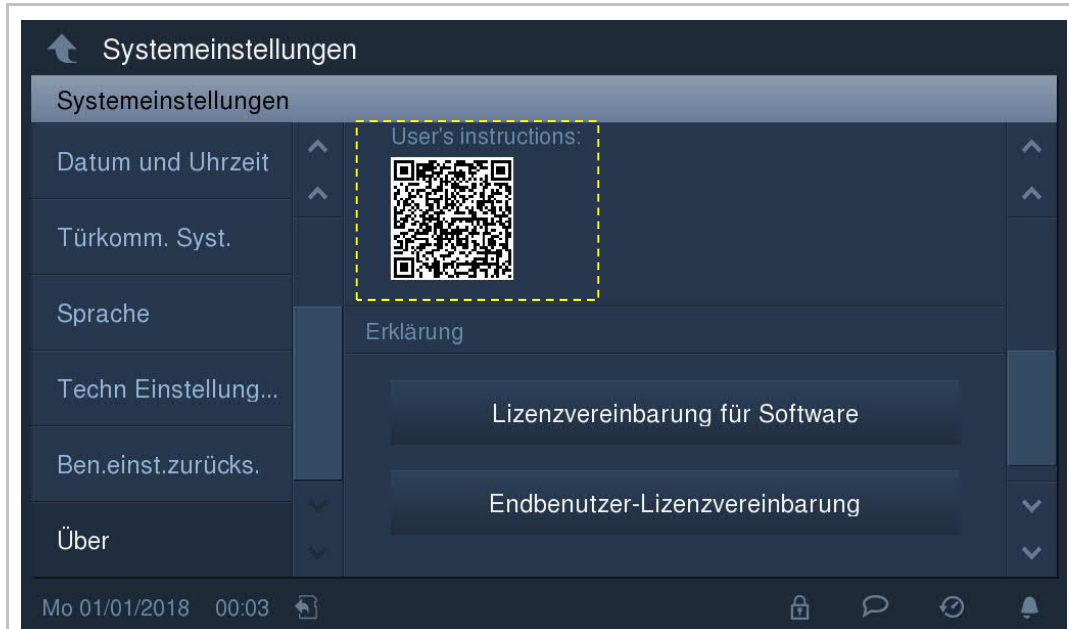 Systemeinstellungen
Systemeinstellungen
Datum und Uhrzeit
Türkomm. Syst.
Sprache
Techn Einstellung...
Ben.einst.zurücks.
Über
User's instructions:
Erklärung
Lizenzvereinbarung für Software
Endbenutzer-Lizenzvereinbarung
Mo 01/01/2018 00:03